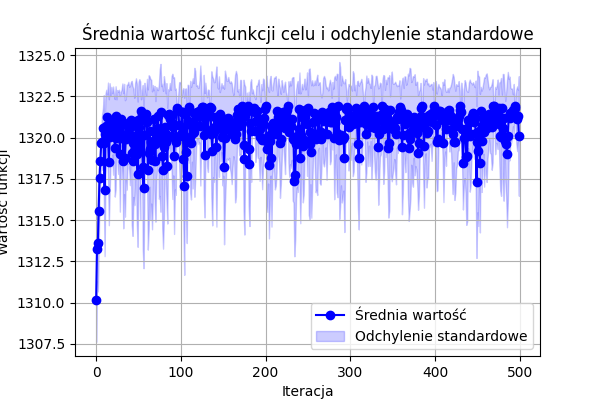 Średnia wartość funkcji celu i odchylenie standardowe
Wartość funkcji
1325.0
1322.5
1320.0
1317.5
1315.0
1312.5
1310.0
1307.5
Średnia wartość
Odchylenie standardowe
0 100 200 300 400 500
Iteracja